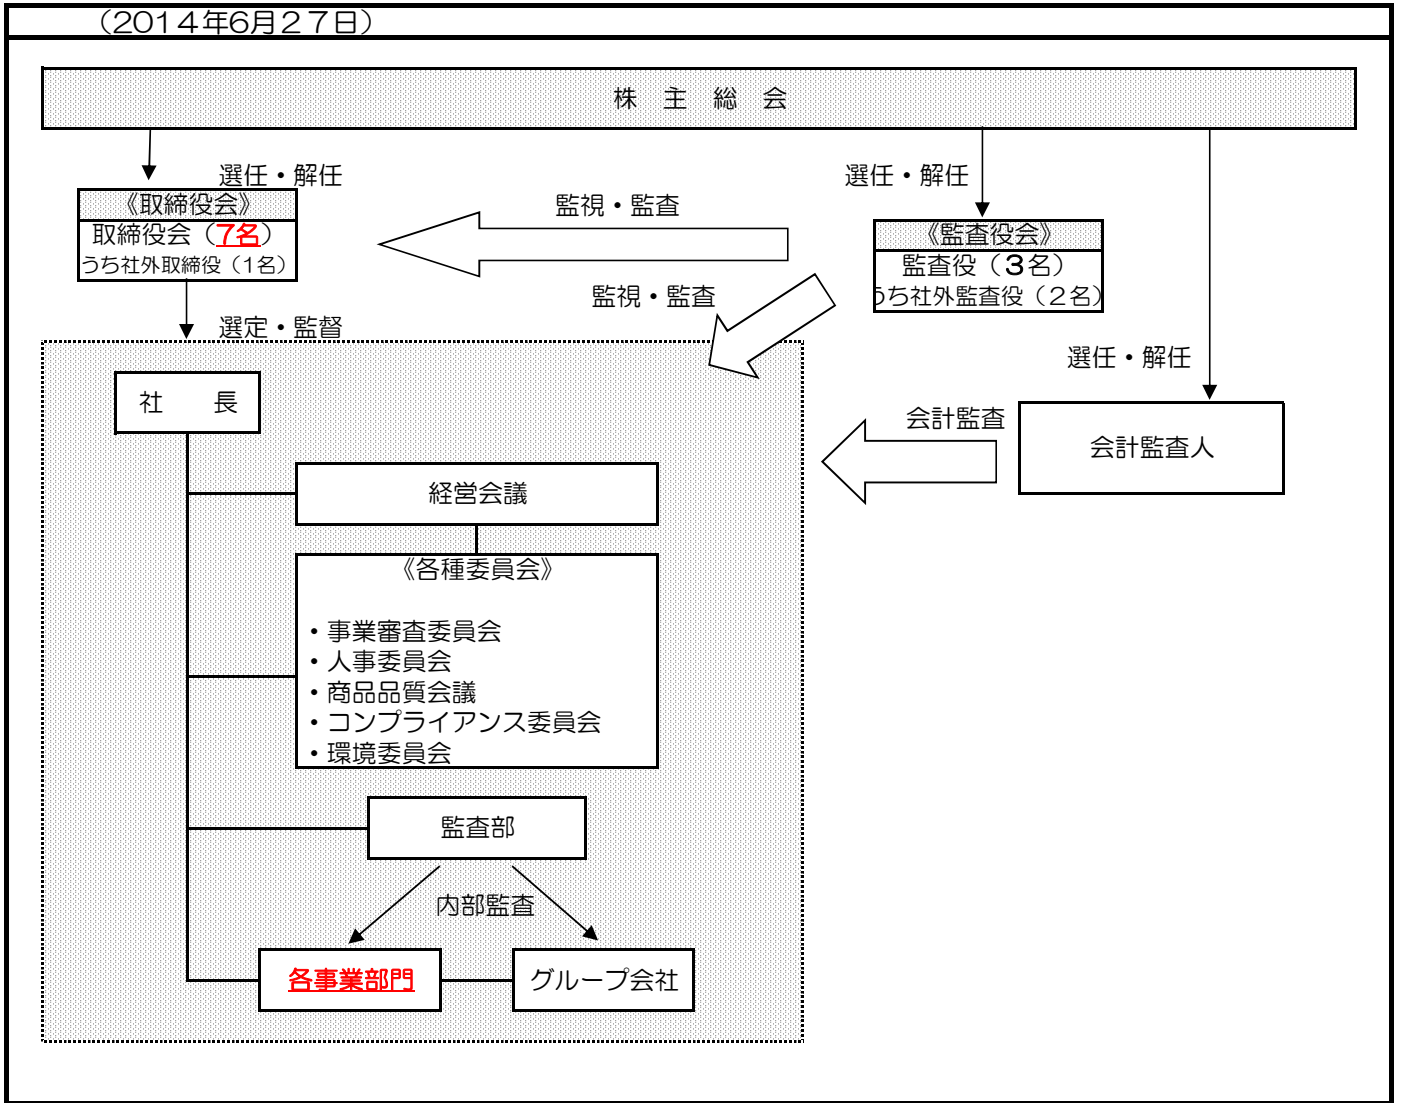 （2014年6月27日）
株　主　総　会
選任・解任
選任・解任
《取締役会》
取締役会（7名）
うち社外取締役（1名）
監視・監査
《監査役会》
監査役（3名）
うち社外監査役（2名）
監視・監査
選定・監督
選任・解任
社　　長
会計監査
会計監査人
経営会議
《各種委員会》
・事業審査委員会
・人事委員会
・商品品質会議
・コンプライアンス委員会
・環境委員会
監査部
内部監査
各事業部門
グループ会社